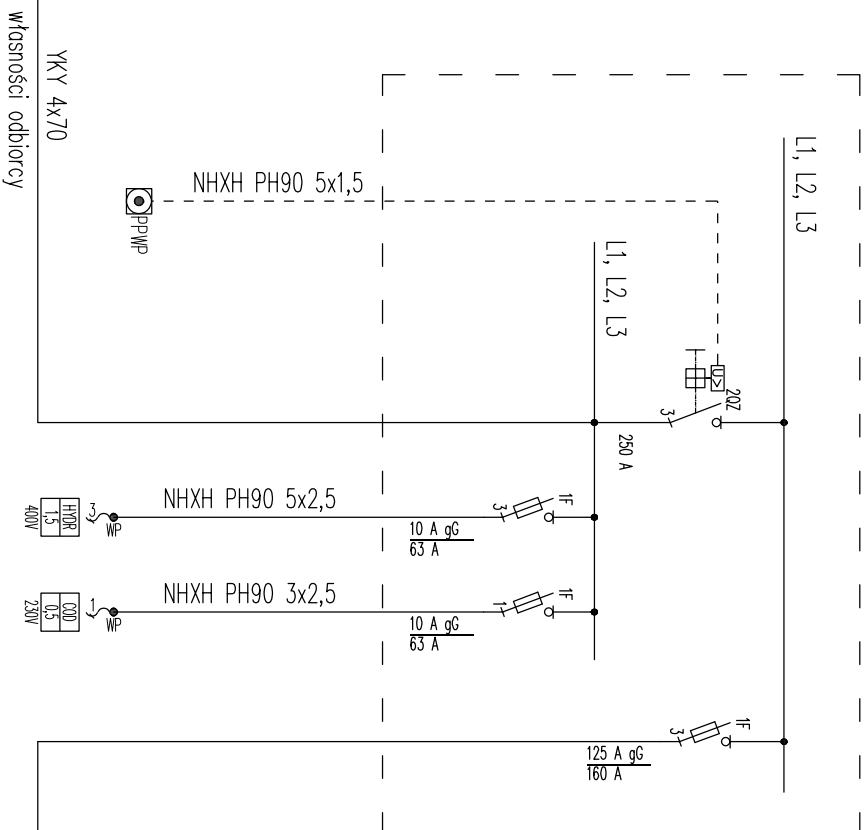 własności odbiorcy
YKY 4x70
NHXH PH90 5x1,5
PPWP
L1, L2, L3
L1, L2, L3
U>
2QZ
3
250 A
NHXH PH90 5x2,5
1F
3
10 A gG
63 A
3
WP
HYDR
1,5
400V
NHXH PH90 3x2,5
1F
1
10 A gG
63 A
1
WP
COD
0,5
230V
1F
3
125 A gG
160 A